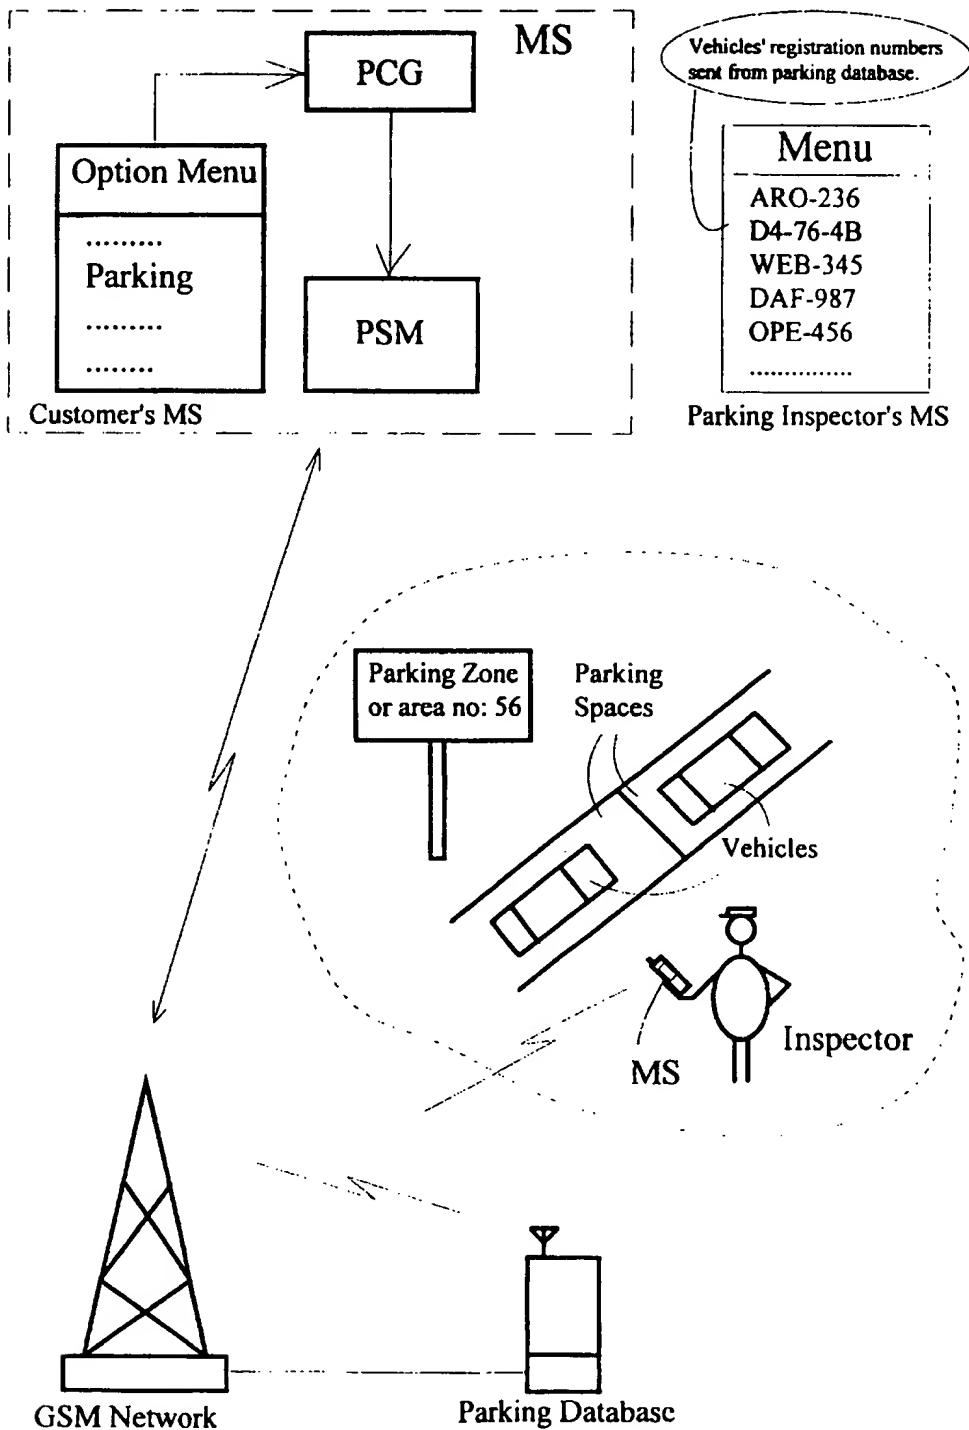 MS
PCG
Option Menu
.........
Parking
.........
........
PSM
Customer's MS
Vehicles' registration numbers
sent from parking database.
Menu
ARO-236
D4-76-4B
WEB-345
DAF-987
OPE-456
..............
Parking Inspector's MS
Parking Zone
or area no: 56
Parking
Spaces
Vehicles
MS
Inspector
GSM Network
Parking Database